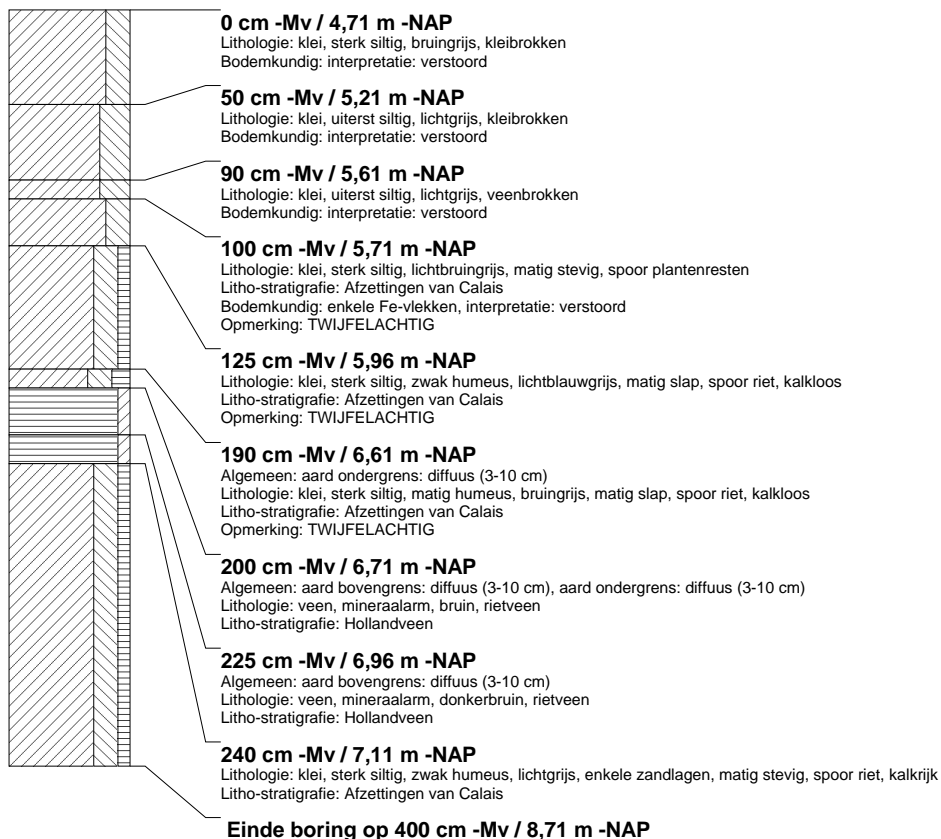 0 cm -Mv / 4,71 m -NAP
Lithologie: klei, sterk siltig, bruingrijs, kleibrokken
Bodemkundig: interpretatie: verstoord
50 cm -Mv / 5,21 m -NAP
Lithologie: klei, uiterst siltig, lichtgrijs, kleibrokken
Bodemkundig: interpretatie: verstoord
90 cm -Mv / 5,61 m -NAP
Lithologie: klei, uiterst siltig, lichtgrijs, veenbrokken
Bodemkundig: interpretatie: verstoord
100 cm -Mv / 5,71 m -NAP
Lithologie: klei, sterk siltig, lichtbruingrijs, matig stevig, spoor plantenresten
Litho-stratigrafie: Afzettingen van Calais
Bodemkundig: enkele Fe-vlekken, interpretatie: verstoord
Opmerking: TWIJFELACHTIG
125 cm -Mv / 5,96 m -NAP
Lithologie: klei, sterk siltig, zwak humeus, lichtblauwgrijs, matig slap, spoor riet, kalkloos
Litho-stratigrafie: Afzettingen van Calais
Opmerking: TWIJFELACHTIG
190 cm -Mv / 6,61 m -NAP
Algemeen: aard ondergrens: diffuus (3-10 cm)
Lithologie: klei, sterk siltig, matig humeus, bruingrijs, matig slap, spoor riet, kalkloos
Litho-stratigrafie: Afzettingen van Calais
Opmerking: TWIJFELACHTIG
200 cm -Mv / 6,71 m -NAP
Algemeen: aard bovengrens: diffuus (3-10 cm), aard ondergrens: diffuus (3-10 cm)
Lithologie: veen, mineraalarm, bruin, rietveen
Litho-stratigrafie: Hollandveen
225 cm -Mv / 6,96 m -NAP
Algemeen: aard bovengrens: diffuus (3-10 cm)
Lithologie: veen, mineraalarm, donkerbruin, rietveen
Litho-stratigrafie: Hollandveen
240 cm -Mv / 7,11 m -NAP
Lithologie: klei, sterk siltig, zwak humeus, lichtgrijs, enkele zandlagen, matig stevig, spoor riet, kalkrijk
Litho-stratigrafie: Afzettingen van Calais
Einde boring op 400 cm -Mv / 8,71 m -NAP